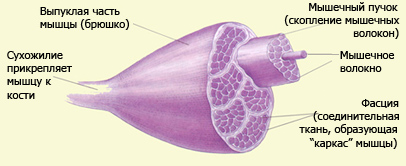 Выпуклая часть
мышцы (брюшко)
Мышечный пучок
(скопление мышечных
волокон)
Сухожилие
прикрепляет
мышцу к
кости
Мышечное
волокно
Фасция
(соединительная
ткань, образующая
“каркас” мышцы)